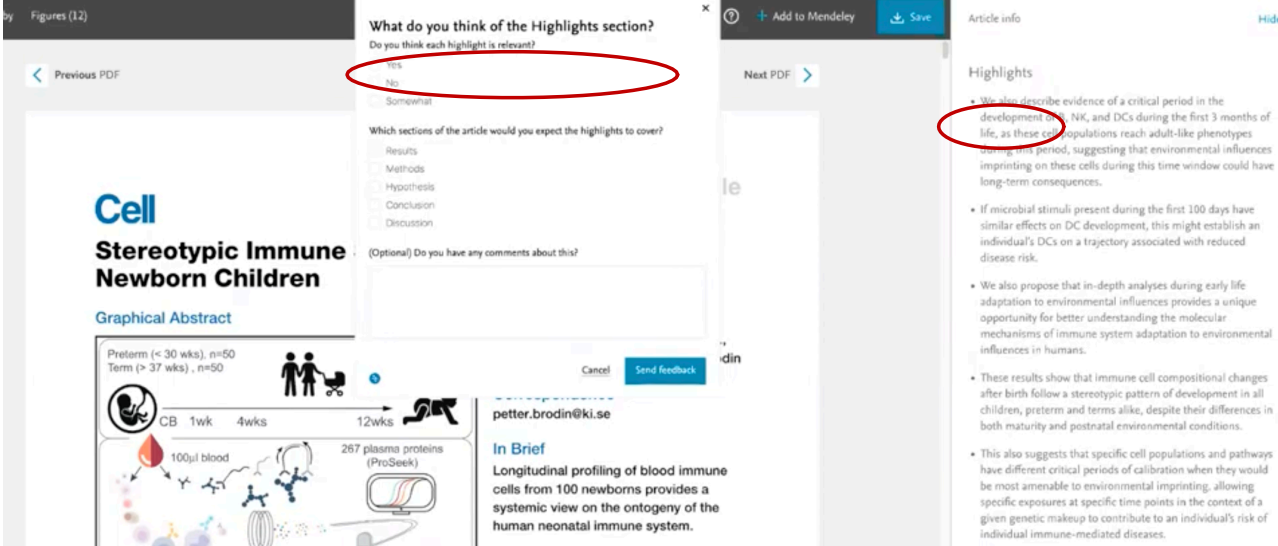 by Figures (12)
Add to Mendeley
Save
Previous PDF
Next PDF
What do you think of the Highlights section?
Do you think each highlight is relevant?
Yes
No
Somewhat
Which sections of the article would you expect the highlights to cover?
Results
Methods
Hypothesis
Conclusion
Discussion
(Optional) Do you have any comments about this?
Cancel
Send feedback
Cell
Stereotypic Immune
Newborn Children
Graphical Abstract
Preterm (< 30 wks), n=50
Term (> 37 wks) , n=50
CB 1wk 4wks 12wks
100µl blood
267 plasma proteins
(ProSeek)
petter.brodin@ki.se
In Brief
Longitudinal profiling of blood immune
cells from 100 newborns provides a
systemic view on the ontogeny of the
human neonatal immune system.
Article info
Hide
Highlights
• We also describe evidence of a critical period in the
development of B, NK, and DCs during the first 3 months of
life, as these cell populations reach adult-like phenotypes
during this period, suggesting that environmental influences
imprinting on these cells during this time window could have
long-term consequences.
• If microbial stimuli present during the first 100 days have
similar effects on DC development, this might establish an
individual's DCs on a trajectory associated with reduced
disease risk.
• We also propose that in-depth analyses during early life
adaptation to environmental influences provides a unique
opportunity for better understanding the molecular
mechanisms of immune system adaptation to environmental
influences in humans.
• These results show that immune cell compositional changes
after birth follow a stereotypic pattern of development in all
children, preterm and terms alike, despite their differences in
both maturity and postnatal environmental conditions.
• This also suggests that specific cell populations and pathways
have different critical periods of calibration when they would
be most amenable to environmental imprinting, allowing
specific exposures at specific time points in the context of a
given genetic makeup to contribute to an individual's risk of
individual immune-mediated diseases.